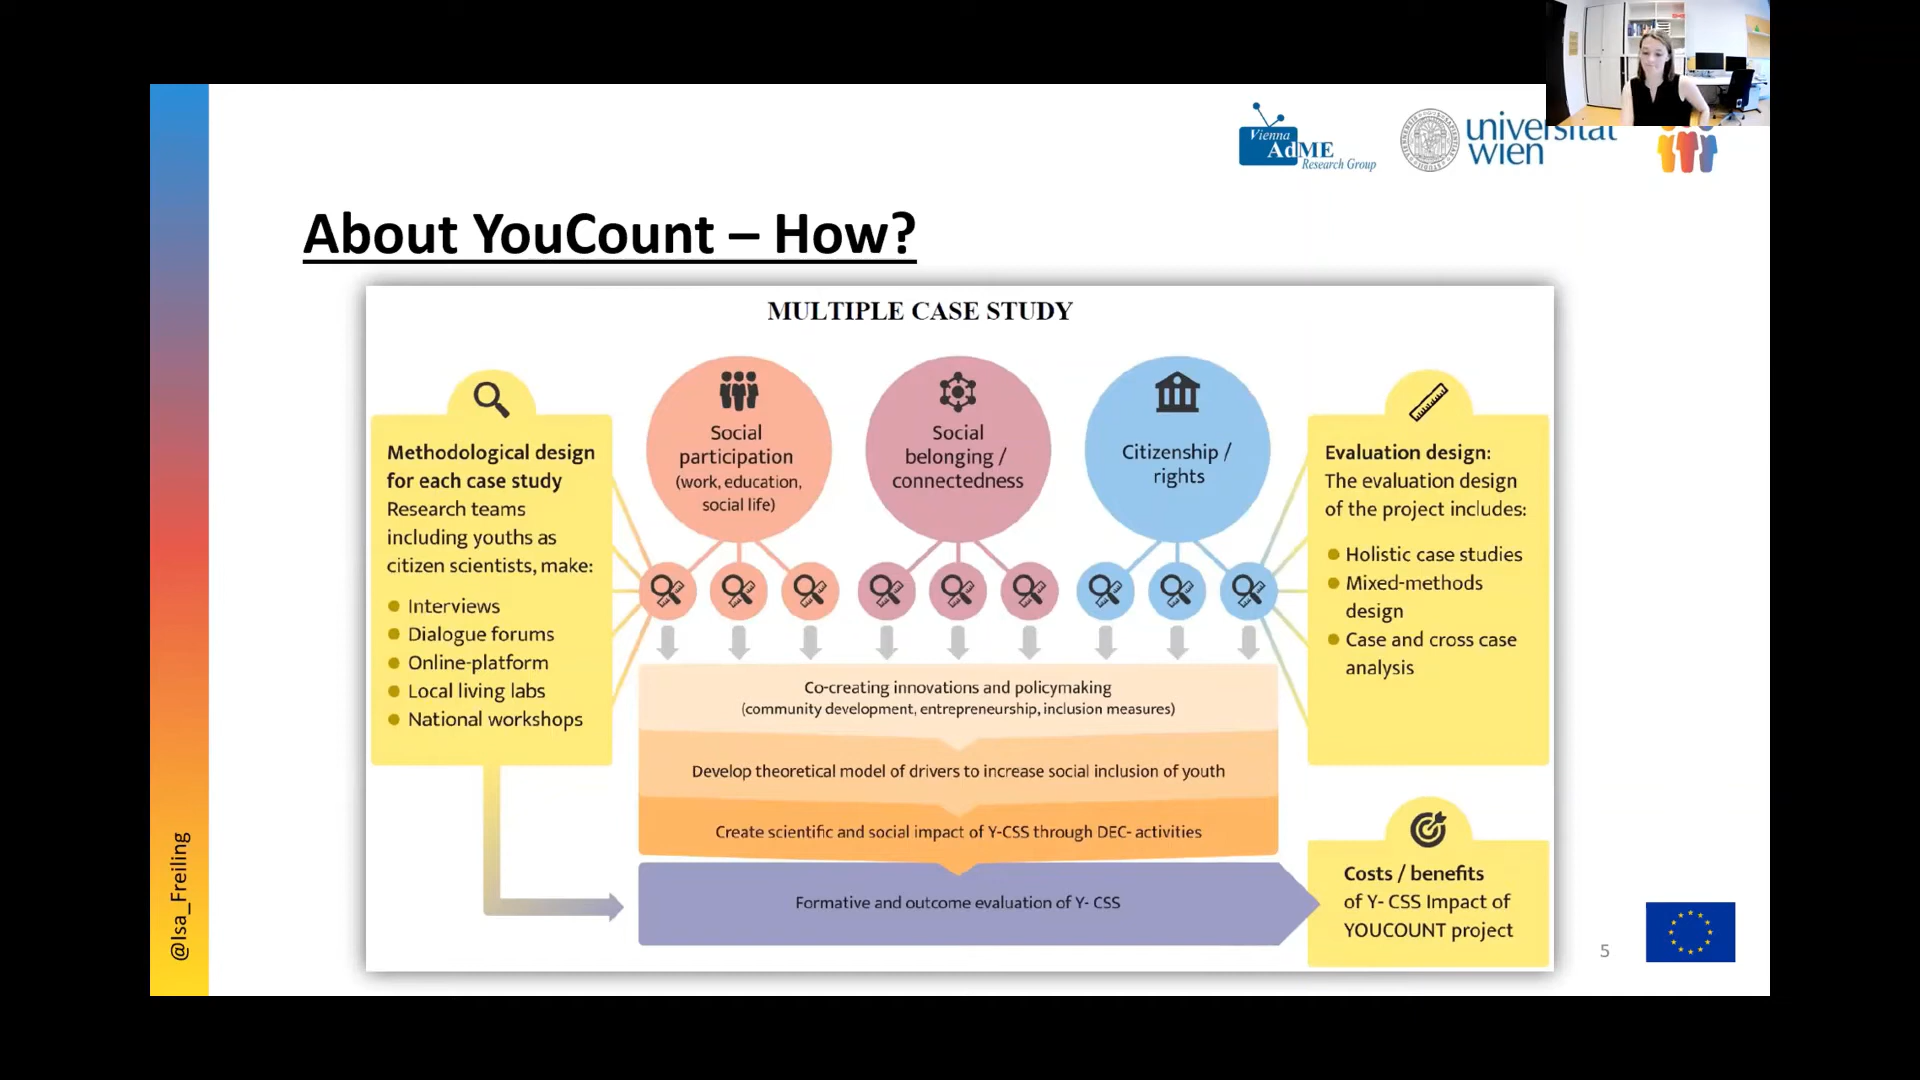 Vienna
AdME
Research Group
universität
wien
About YouCount – How?
MULTIPLE CASE STUDY
Methodological design
for each case study
Research teams
including youths as
citizen scientists, make:
Interviews
Dialogue forums
Online-platform
Local living labs
National workshops
Social
participation
(work, education,
social life)
Social
belonging /
connectedness
Citizenship /
rights
Evaluation design:
The evaluation design
of the project includes:
Holistic case studies
Mixed-methods
design
Case and cross case
analysis
Co-creating innovations and policymaking
(community development, entrepreneurship, inclusion measures)
Develop theoretical model of drivers to increase social inclusion of youth
Create scientific and social impact of Y-CSS through DEC- activities
Formative and outcome evaluation of Y- CSS
Costs / benefits
of Y- CSS Impact of
YOUCOUNT project
@Isa_Freiling
5